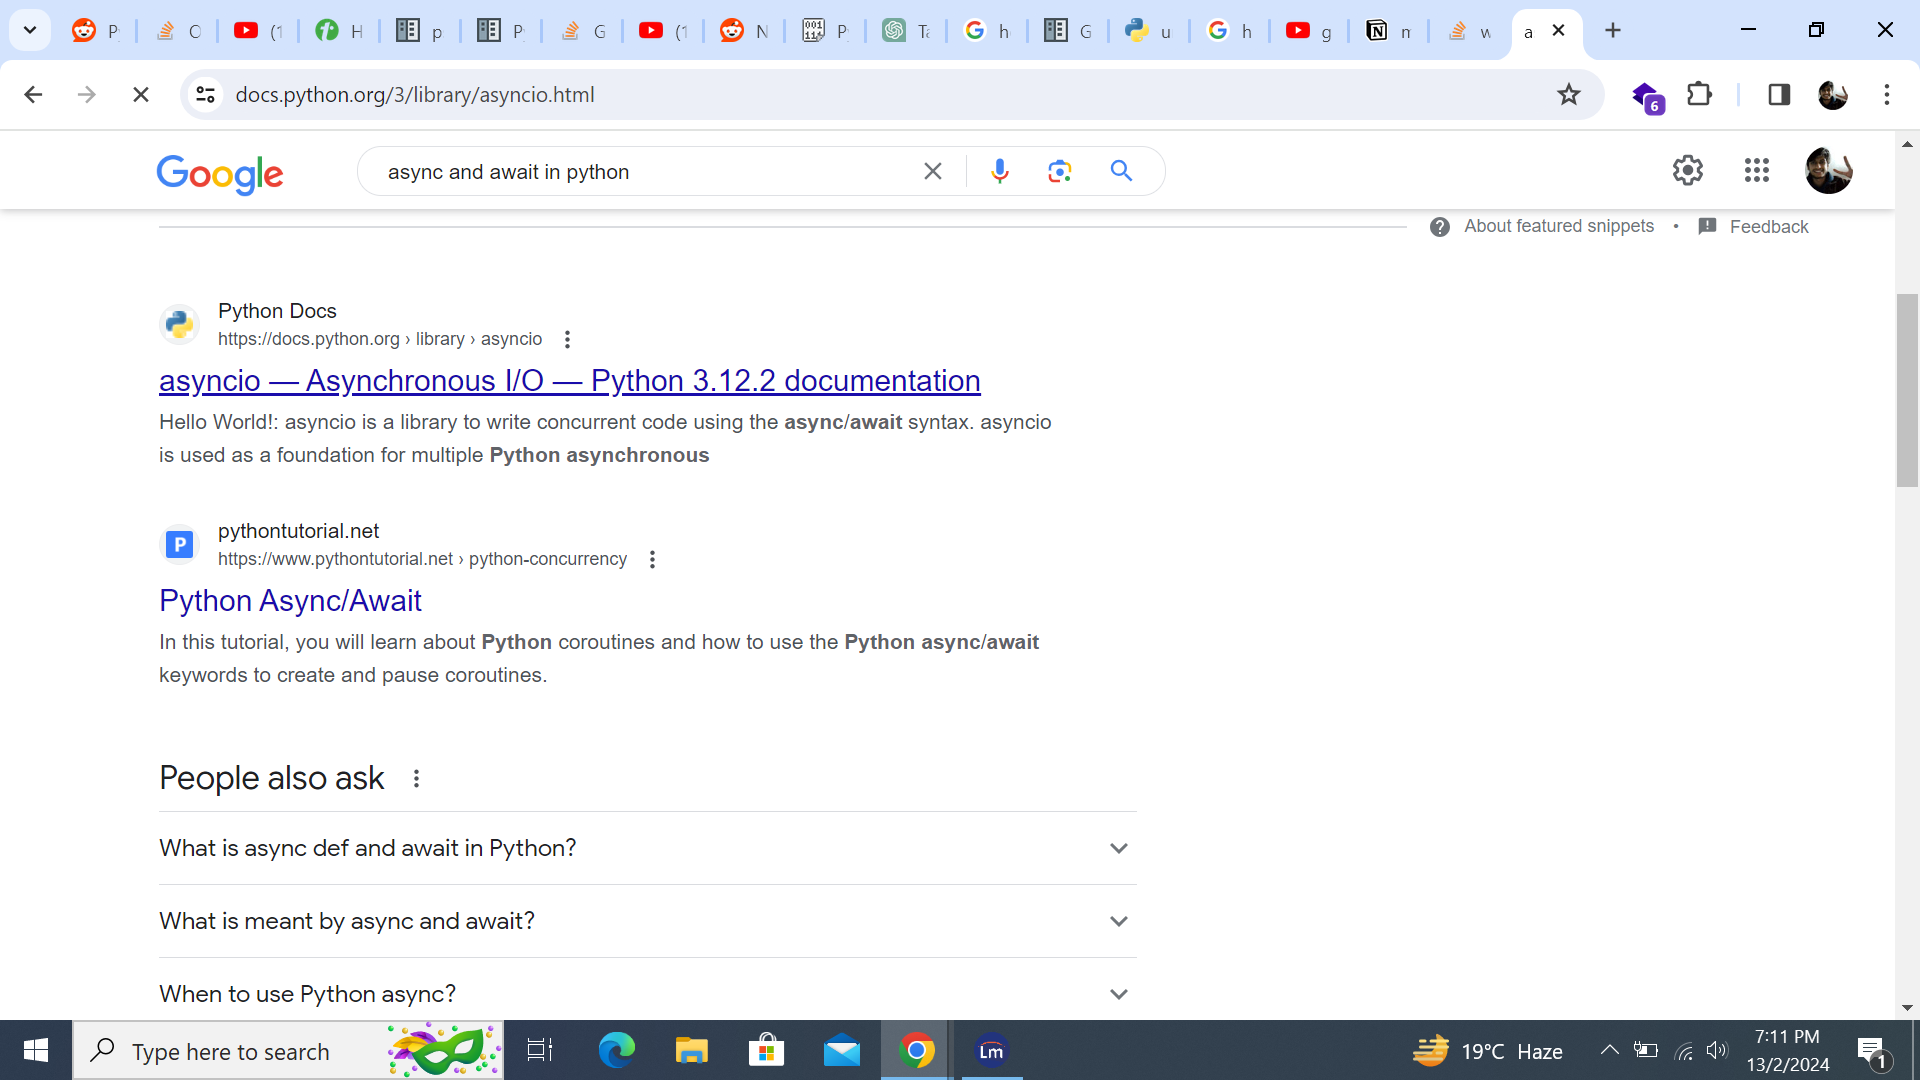 P
C
(1
H
p
P
G
(1
N
P
Ta
h
G
u
h
g
n
w
a
docs.python.org/3/library/asyncio.html
6
Google
async and await in python
About featured snippets • Feedback
Python Docs
https://docs.python.org › library › asyncio
asyncio — Asynchronous I/O — Python 3.12.2 documentation
Hello World!: asyncio is a library to write concurrent code using the async/await syntax. asyncio
is used as a foundation for multiple Python asynchronous
P
pythontutorial.net
https://www.pythontutorial.net › python-concurrency
Python Async/Await
In this tutorial, you will learn about Python coroutines and how to use the Python async/await
keywords to create and pause coroutines.
People also ask
What is async def and await in Python?
What is meant by async and await?
When to use Python async?
Type here to search
Lm
19°C Haze
7:11 PM
13/2/2024
1